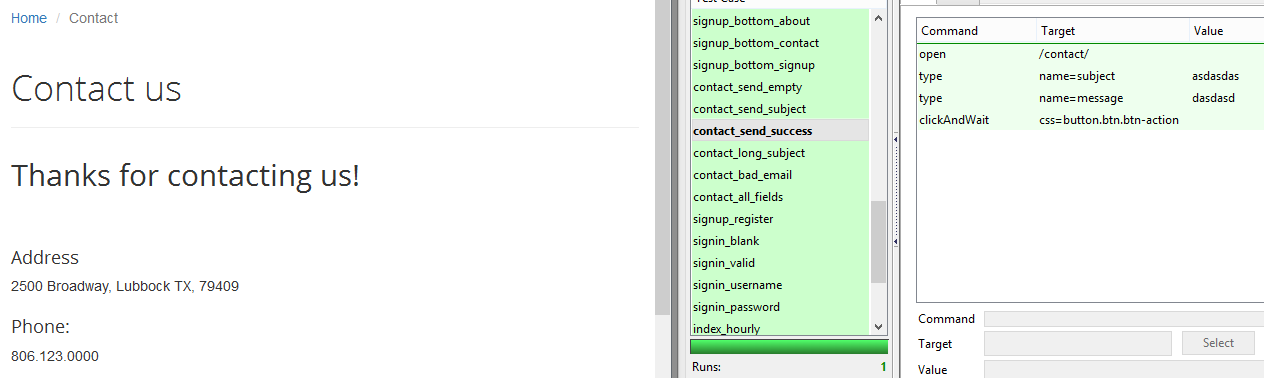 Home / Contact
Contact us
Thanks for contacting us!
Address
2500 Broadway, Lubbock TX, 79409
Phone:
806.123.0000
Test Case
signup_bottom_about
signup_bottom_contact
signup_bottom_signup
contact_send_empty
contact_send_subject
contact_send_success
contact_long_subject
contact_bad_email
contact_all_fields
signup_register
signin_blank
signin_valid
signin_username
signin_password
index_hourly
Runs: 1
Command Target Value
open /contact/
type name=subject asdasdas
type name=message dasdasd
clickAndWait css=button.btn.btn-action
Command
Target Select
Value